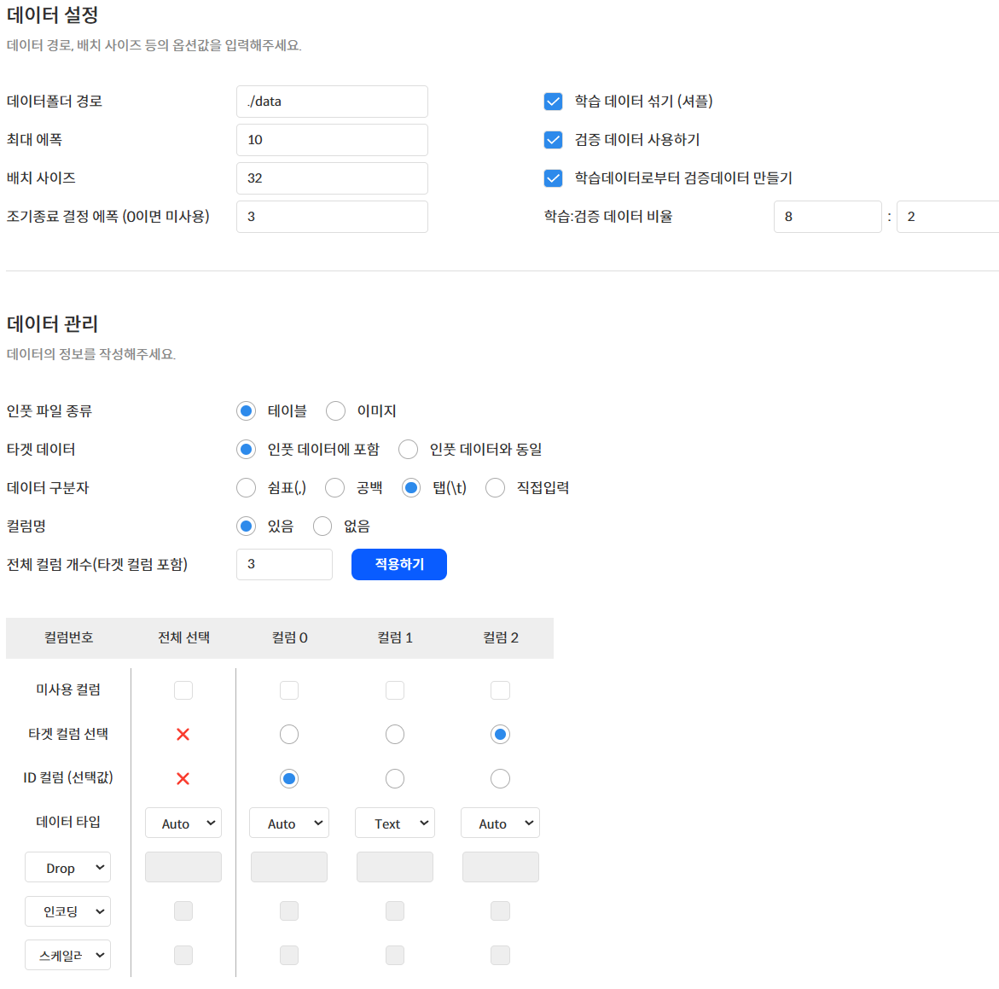 데이터 설정
데이터 경로, 배치 사이즈 등의 옵션값을 입력해주세요.
데이터폴더 경로 ./data 학습 데이터 섞기 (셔플)
최대 에폭 10 검증 데이터 사용하기
배치 사이즈 32 학습데이터로부터 검증데이터 만들기
조기종료 결정 에폭 (0이면 미사용) 3 학습:검증 데이터 비율 8 : 2
데이터 관리
데이터의 정보를 작성해주세요.
인풋 파일 종류 테이블 이미지
타겟 데이터 인풋 데이터에 포함 인풋 데이터와 동일
데이터 구분자 쉼표(,) 공백 탭(\t) 직접입력
컬럼명 있음 없음
전체 컬럼 개수(타겟 컬럼 포함) 3 적용하기
컬럼번호 전체 선택 컬럼 0 컬럼 1 컬럼 2
미사용 컬럼
타겟 컬럼 선택
ID 컬럼 (선택값)
데이터 타입 Auto Auto Text Auto
Drop
인코딩
스케일러